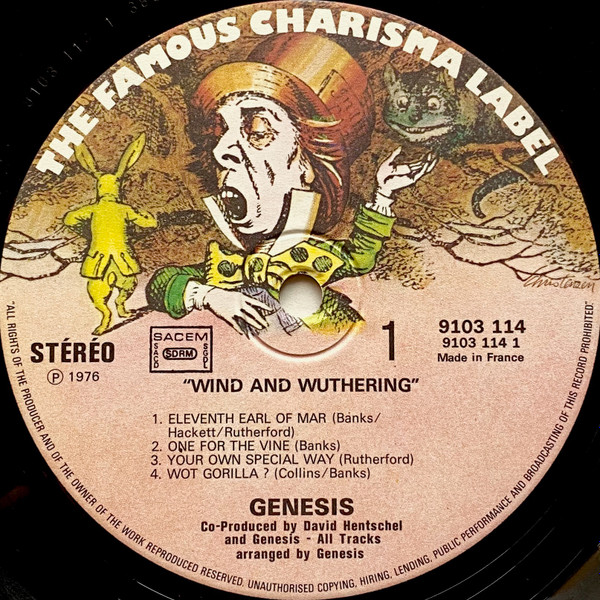 THE FAMOUS CHARISMA LABEL
STÉRÉO
℗ 1976
SACEM
SACD
SDRM
SGDL
1
9103 114
9103 114 1
Made in France
"WIND AND WUTHERING"
1. ELEVENTH EARL OF MAR (Banks/
Hackett/Rutherford)
2. ONE FOR THE VINE (Banks)
3. YOUR OWN SPECIAL WAY (Rutherford)
4. WOT GORILLA ? (Collins/Banks)
GENESIS
Co-Produced by David Hentschel
and Genesis - All Tracks
arranged by Genesis
"ALL RIGHTS OF THE PRODUCER AND OF THE OWNER OF THE WORK REPRODUCED RESERVED. UNAUTHORISED COPYING, HIRING, LENDING, PUBLIC PERFORMANCE AND BROADCASTING OF THIS RECORD PROHIBITED."